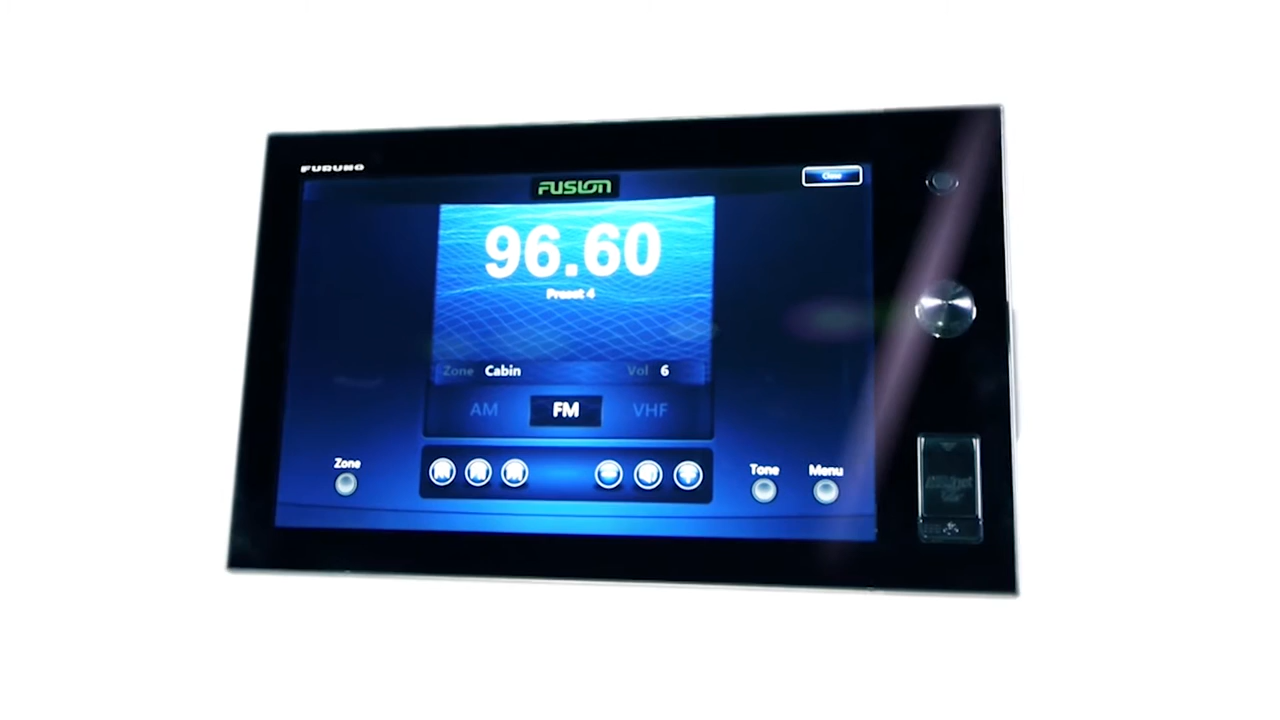 FURUNO
FUSION
Close
96.60
Preset 4
Zone Cabin Vol 6
AM FM VHF
Zone
Tone
Menu